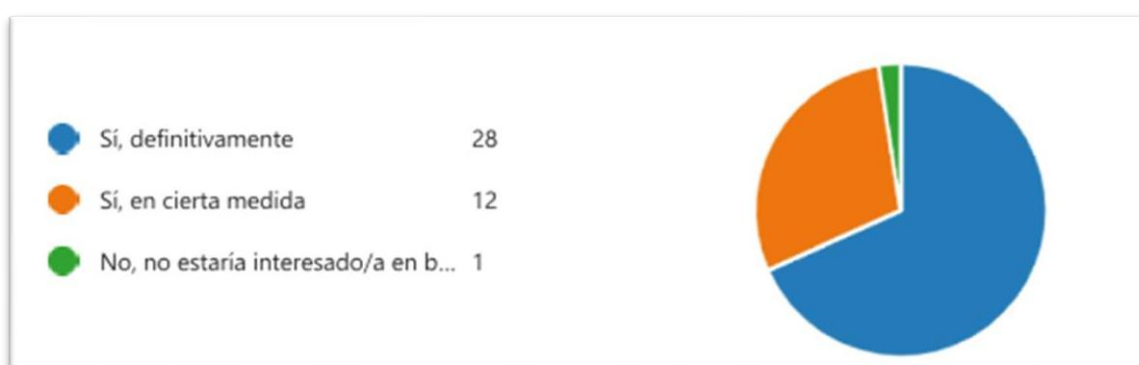 Sí, definitivamente 28
Sí, en cierta medida 12
No, no estaría interesado/a en b... 1